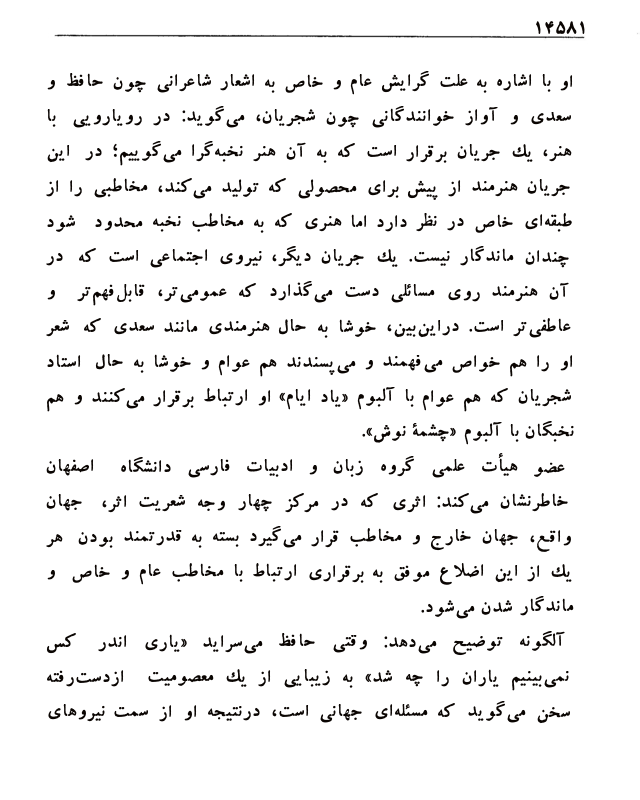 ۱۴۵۸۱
او با اشاره به علت گرایش عام و خاص به اشعار شاعرانی چون حافظ و
سعدی و آواز خوانندگانی چون شجریان، می‌گوید: در رویارویی با
هنر، یك جریان برقرار است که به آن هنر نخبه‌گرا می‌گوییم؛ در این
جریان هنرمند از پیش برای محصولی که تولید می‌کند، مخاطبی را از
طبقه‌ای خاص در نظر دارد اما هنری که به مخاطب نخبه محدود شود
چندان ماندگار نیست. یك جریان دیگر، نیروی اجتماعی است که در
آن هنرمند روی مسائلی دست می‌گذارد که عمومی‌تر، قابل‌فهم‌تر و
عاطفی‌تر است. دراین‌بین، خوشا به حال هنرمندی مانند سعدی که شعر
او را هم خواص می‌فهمند و می‌پسندند هم عوام و خوشا به حال استاد
شجریان که هم عوام با آلبوم «یاد ایام» او ارتباط برقرار می‌کنند و هم
نخبگان با آلبوم «چشمۀ نوش».
عضو هیأت علمی گروه زبان و ادبیات فارسی دانشگاه اصفهان
خاطرنشان می‌کند: اثری که در مرکز چهار وجه شعریت اثر، جهان
واقع، جهان خارج و مخاطب قرار می‌گیرد بسته به قدرتمند بودن هر
یك از این اضلاع موفق به برقراری ارتباط با مخاطب عام و خاص و
ماندگار شدن می‌شود.
آلگونه توضیح می‌دهد: وقتی حافظ می‌سراید «یاری اندر کس
نمی‌بینیم یاران را چه شد» به زیبایی از یك معصومیت ازدست‌رفته
سخن می‌گوید که مسئله‌ای جهانی است، درنتیجه او از سمت نیروهای